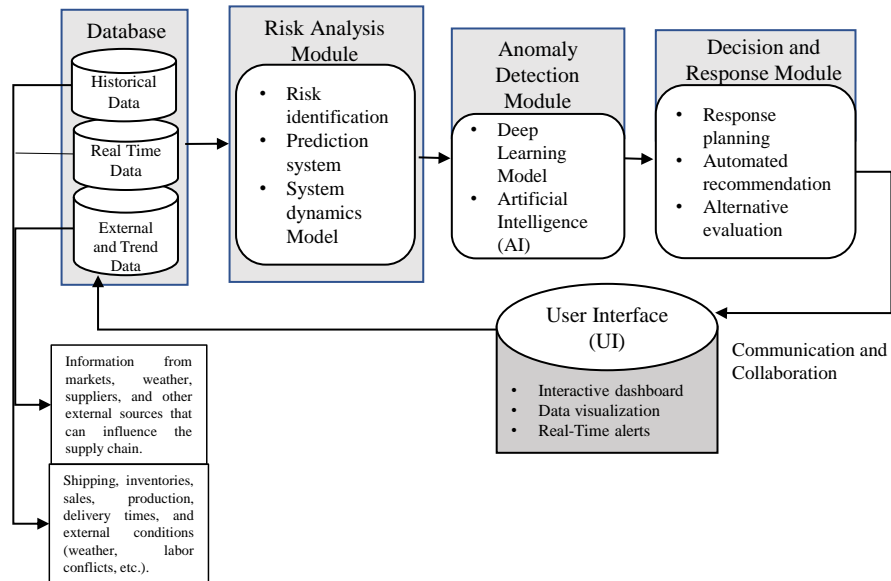 Database
Historical
Data
Real Time
Data
External
and Trend
Data
Risk Analysis
Module
• Risk
identification
• Prediction
system
• System
dynamics
Model
Anomaly
Detection
Module
• Deep
Learning
Model
• Artificial
Intelligence
(AI)
Decision and
Response Module
• Response
planning
• Automated
recommendation
• Alternative
evaluation
User Interface
(UI)
• Interactive dashboard
• Data visualization
• Real-Time alerts
Communication and
Collaboration
Information from
markets, weather,
suppliers, and other
external sources that
can influence the
supply chain.
Shipping, inventories,
sales, production,
delivery times, and
external conditions
(weather, labor
conflicts, etc.).